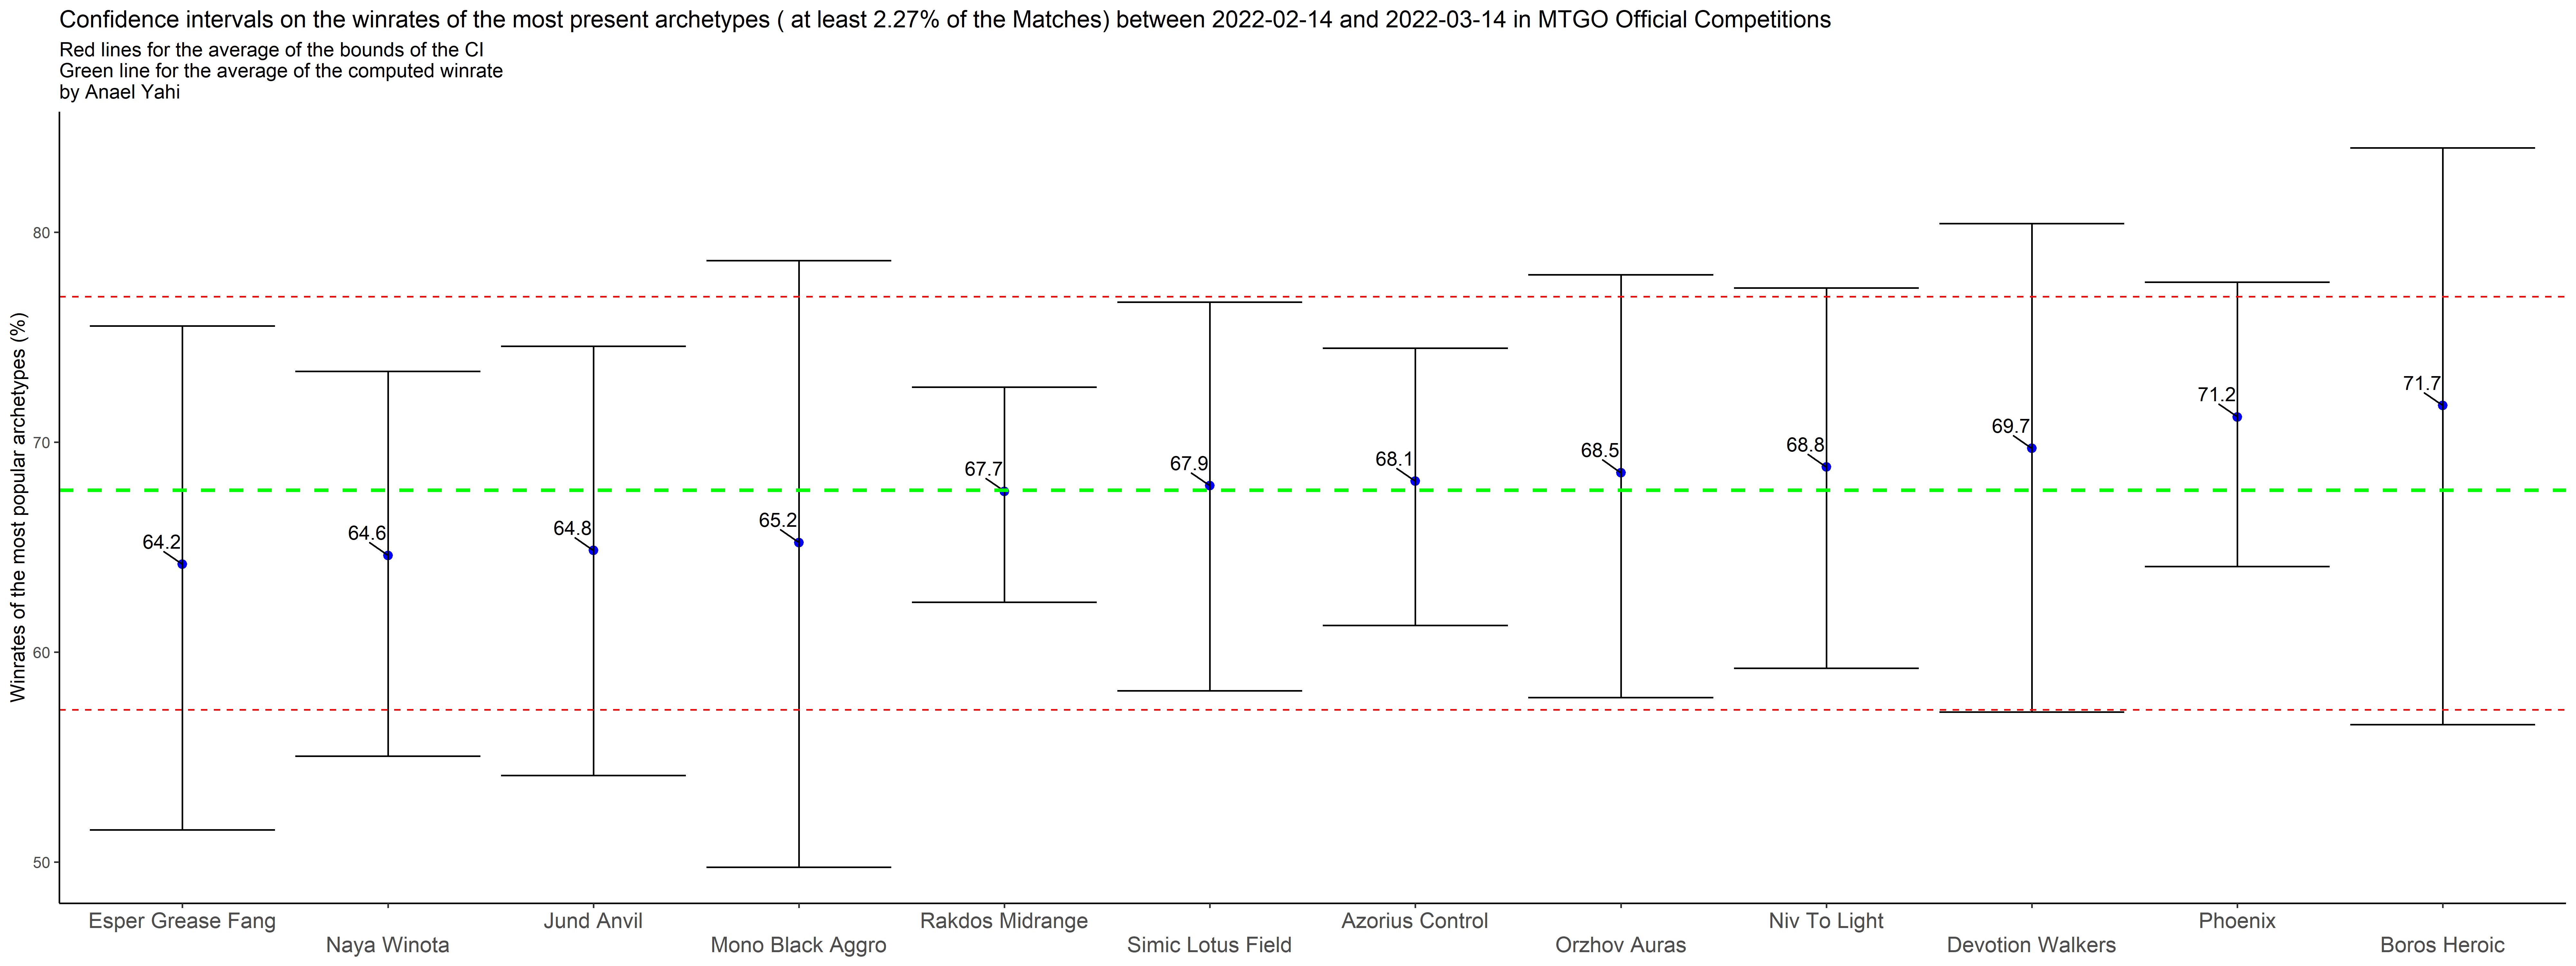 Confidence intervals on the winrates of the most present archetypes ( at least 2.27% of the Matches) between 2022-02-14 and 2022-03-14 in MTGO Official Competitions
Red lines for the average of the bounds of the CI
Green line for the average of the computed winrate
by Anael Yahi
Winrates of the most popular archetypes (%)
80
70
60
50
64.2
64.6
64.8
65.2
67.7
67.9
68.1
68.5
68.8
69.7
71.2
71.7
Esper Grease Fang
Naya Winota
Jund Anvil
Mono Black Aggro
Rakdos Midrange
Simic Lotus Field
Azorius Control
Orzhov Auras
Niv To Light
Devotion Walkers
Phoenix
Boros Heroic